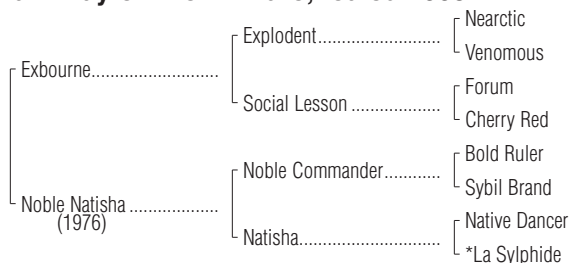 Nearctic
Explodent
Venomous
Exbourne
Forum
Social Lesson
Cherry Red
Bold Ruler
Noble Commander
Sybil Brand
Noble Natisha
(1976)
Native Dancer
Natisha
*La Sylphide